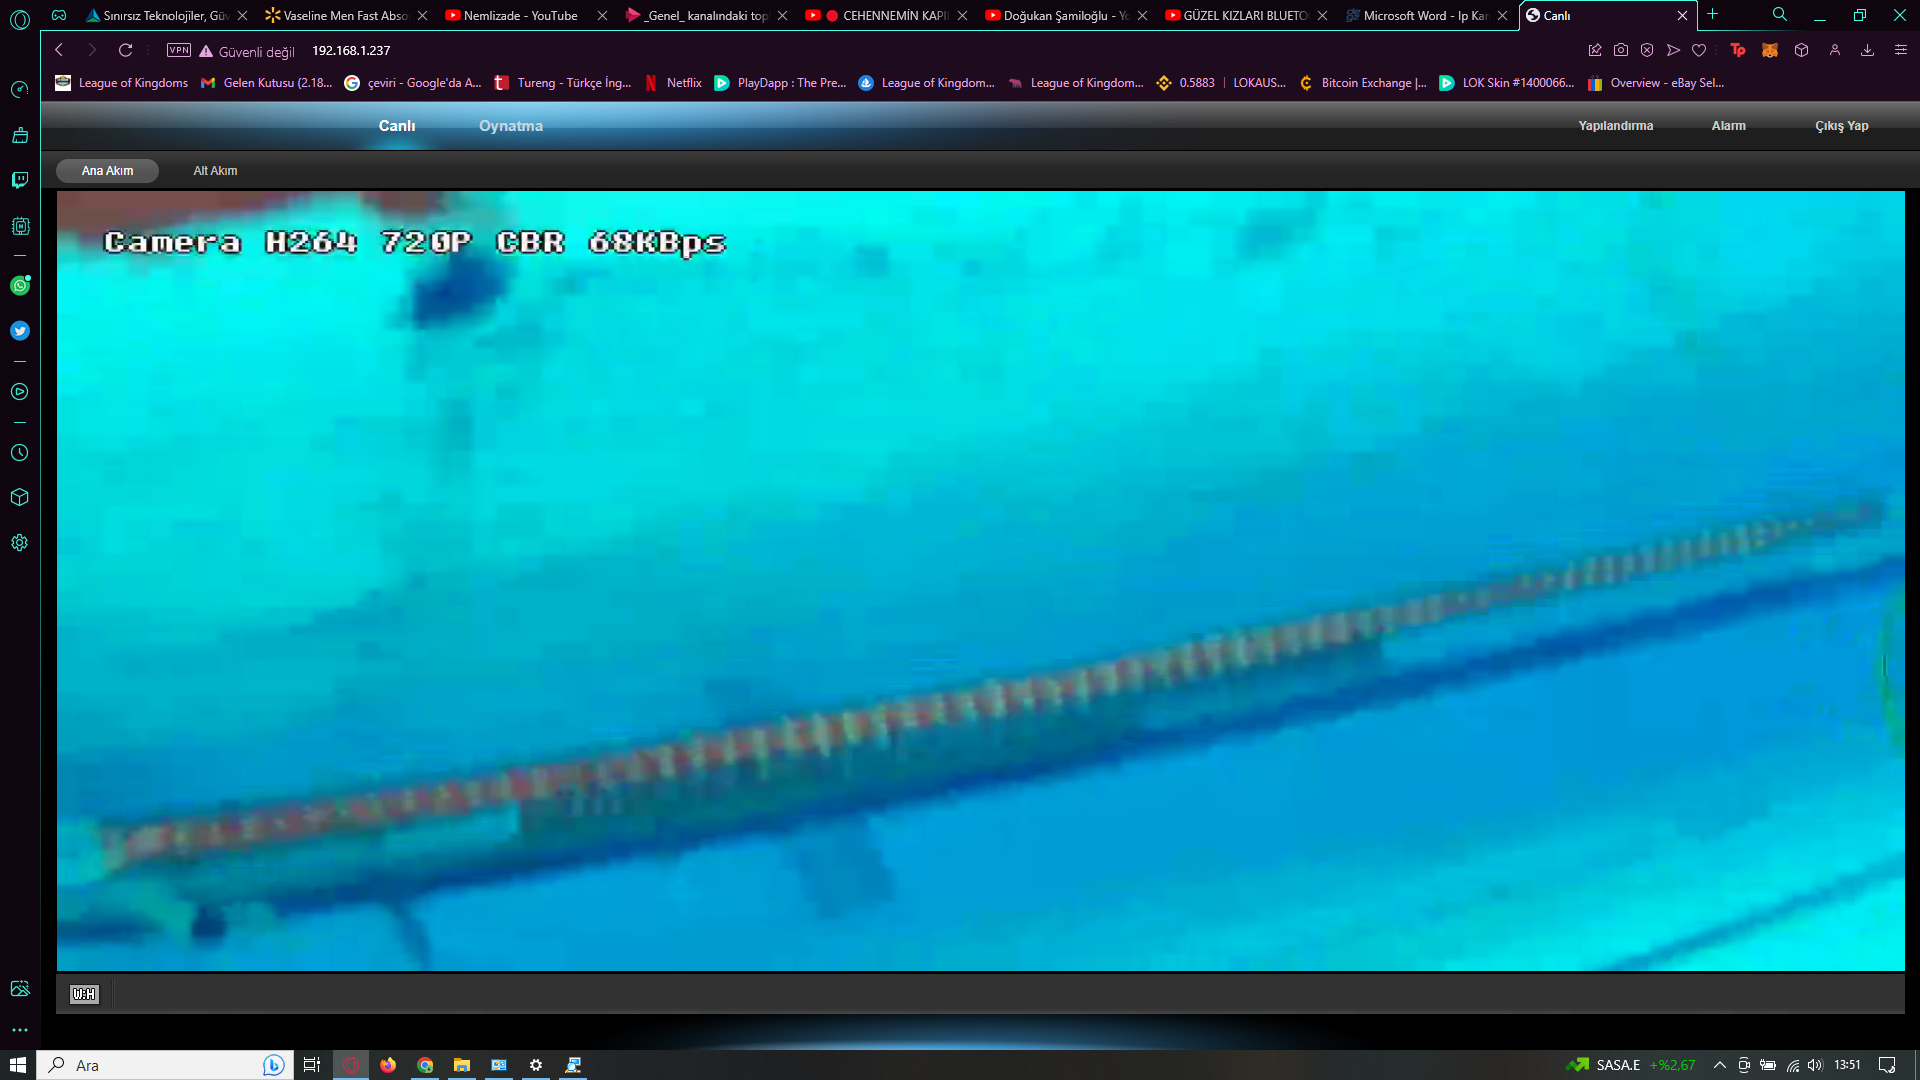 Sınırsız Teknolojiler, Güv
Vaseline Men Fast Abso
Nemlizade - YouTube
_Genel_ kanalındaki top
CEHENNEMİN KAPI
Doğukan Şamiloğlu - Yo
GÜZEL KIZLARI BLUETO
Microsoft Word - Ip Kam
Canlı
VPN
Güvenli değil
192.168.1.237
Tp
League of Kingdoms
Gelen Kutusu (2.18...
çeviri - Google'da A...
Tureng - Türkçe İng...
Netflix
PlayDapp : The Pre...
League of Kingdom...
League of Kingdom...
0.5883 | LOKAUS...
Bitcoin Exchange |...
LOK Skin #1400066...
Overview - eBay Sel...
Canlı
Oynatma
Yapılandırma
Alarm
Çıkış Yap
Ana Akım
Alt Akım
Camera H264 720P CBR 68KBps
W:H
Ara
SASA.E +%2.67
13:51